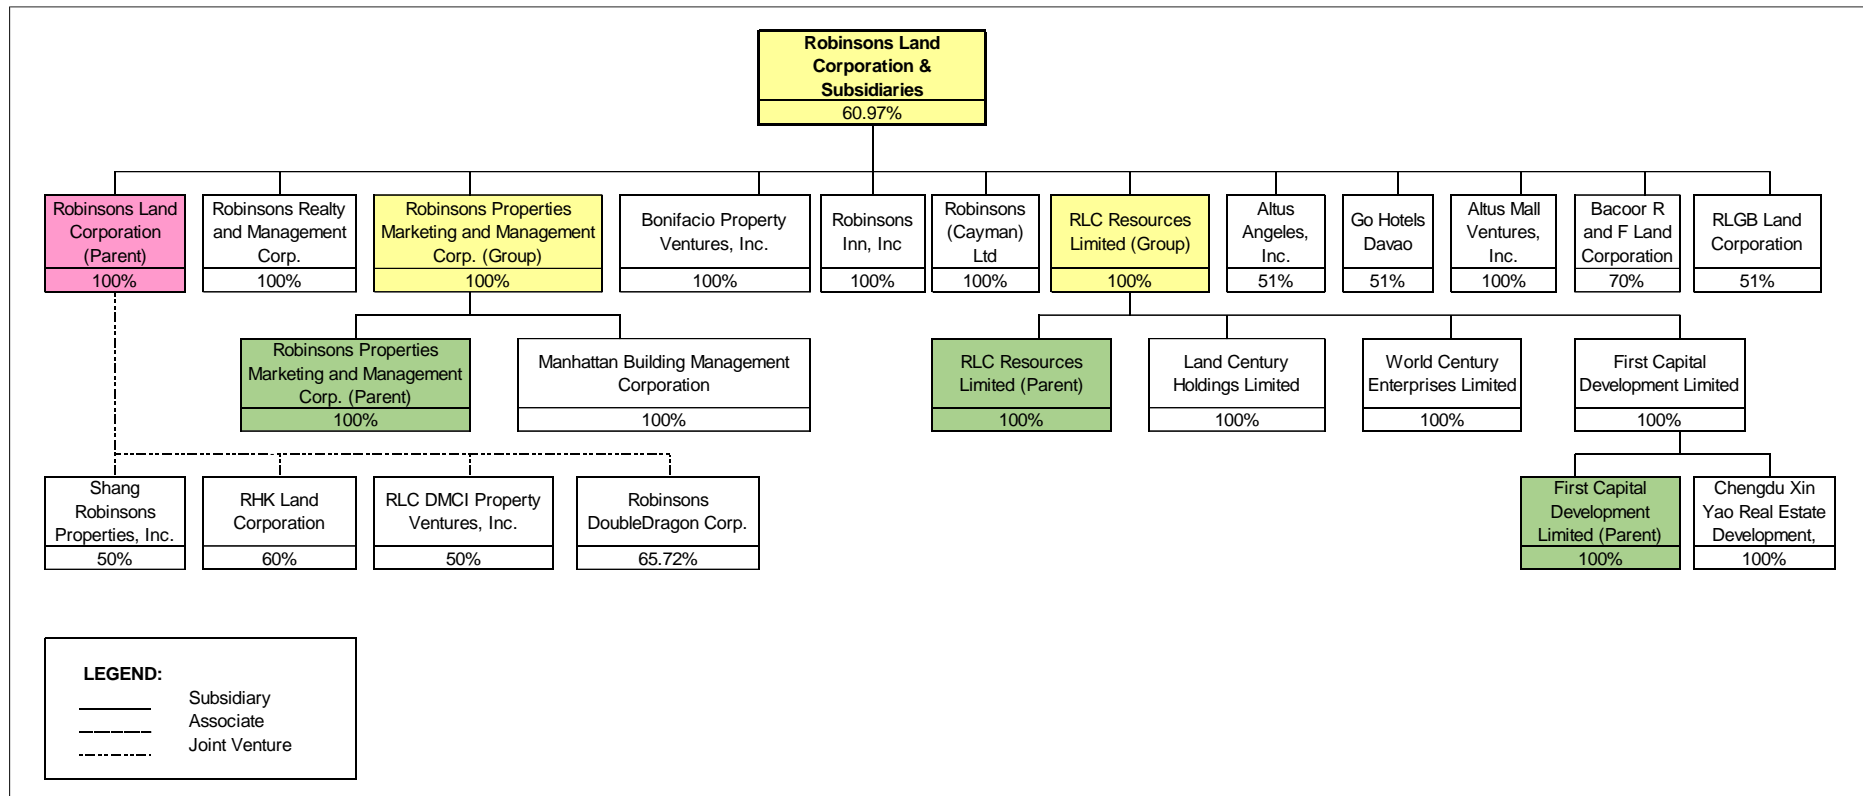 Robinsons Land
Corporation &
Subsidiaries
60.97%
Robinsons Land
Corporation
(Parent)
100%
Robinsons Realty
and Management
Corp.
100%
Robinsons Properties
Marketing and Management
Corp. (Group)
100%
Bonifacio Property
Ventures, Inc.
100%
Robinsons
Inn, Inc
100%
Robinsons
(Cayman)
Ltd
100%
RLC Resources
Limited (Group)
100%
Altus
Angeles,
Inc.
51%
Go Hotels
Davao
51%
Altus Mall
Ventures,
Inc.
100%
Bacoor R
and F Land
Corporation
70%
RLGB Land
Corporation
51%
Robinsons Properties
Marketing and Management
Corp. (Parent)
100%
Manhattan Building Management
Corporation
100%
RLC Resources
Limited (Parent)
100%
Land Century
Holdings Limited
100%
World Century
Enterprises Limited
100%
First Capital
Development Limited
100%
Shang
Robinsons
Properties, Inc.
50%
RHK Land
Corporation
60%
RLC DMCI Property
Ventures, Inc.
50%
Robinsons
DoubleDragon Corp.
65.72%
First Capital
Development
Limited (Parent)
100%
Chengdu Xin
Yao Real Estate
Development,
100%
LEGEND:
Subsidiary
Associate
Joint Venture